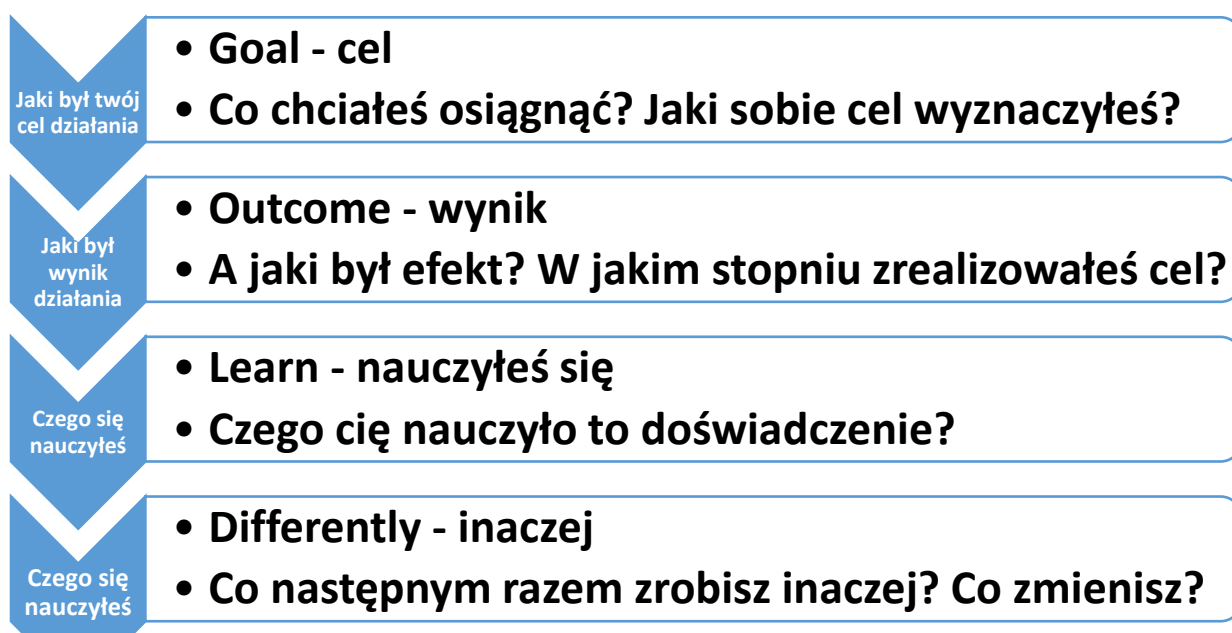 Jaki był twój
cel działania
• Goal - cel
• Co chciałeś osiągnąć? Jaki sobie cel wyznaczyłeś?
Jaki był
wynik
działania
• Outcome - wynik
• A jaki był efekt? W jakim stopniu zrealizowałeś cel?
Czego się
nauczyłeś
• Learn - nauczyłeś się
• Czego cię nauczyło to doświadczenie?
Czego się
nauczyłeś
• Differently - inaczej
• Co następnym razem zrobisz inaczej? Co zmienisz?